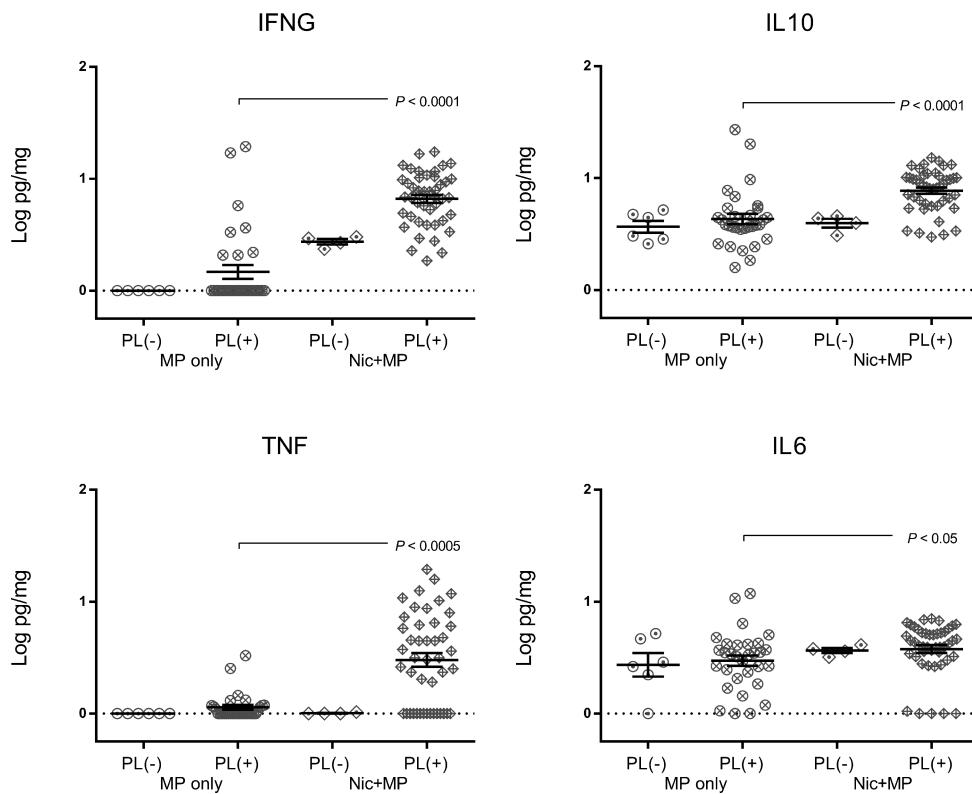 IFNG
IL10
2
P < 0.0001
1
Log pg/mg
0
PL(-) PL(+) PL(-) PL(+)
MP only Nic+MP
2
P < 0.0001
1
Log pg/mg
0
PL(-) PL(+) PL(-) PL(+)
MP only Nic+MP
TNF
IL6
2
P < 0.0005
1
Log pg/mg
0
PL(-) PL(+) PL(-) PL(+)
MP only Nic+MP
2
P < 0.05
1
Log pg/mg
0
PL(-) PL(+) PL(-) PL(+)
MP only Nic+MP